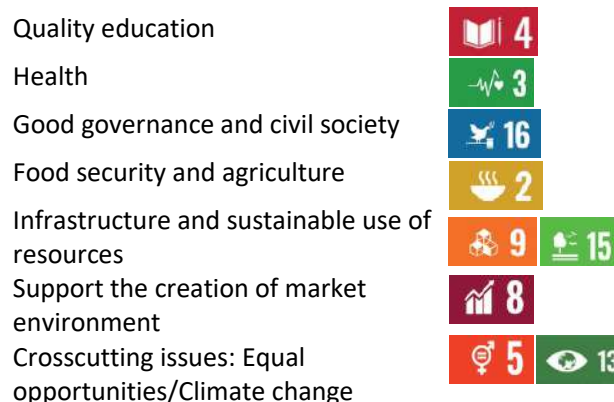 Quality education 4
Health 3
Good governance and civil society 16
Food security and agriculture 2
Infrastructure and sustainable use of
resources 9 15
Support the creation of market
environment 8
Crosscutting issues: Equal
opportunities/Climate change 5 13